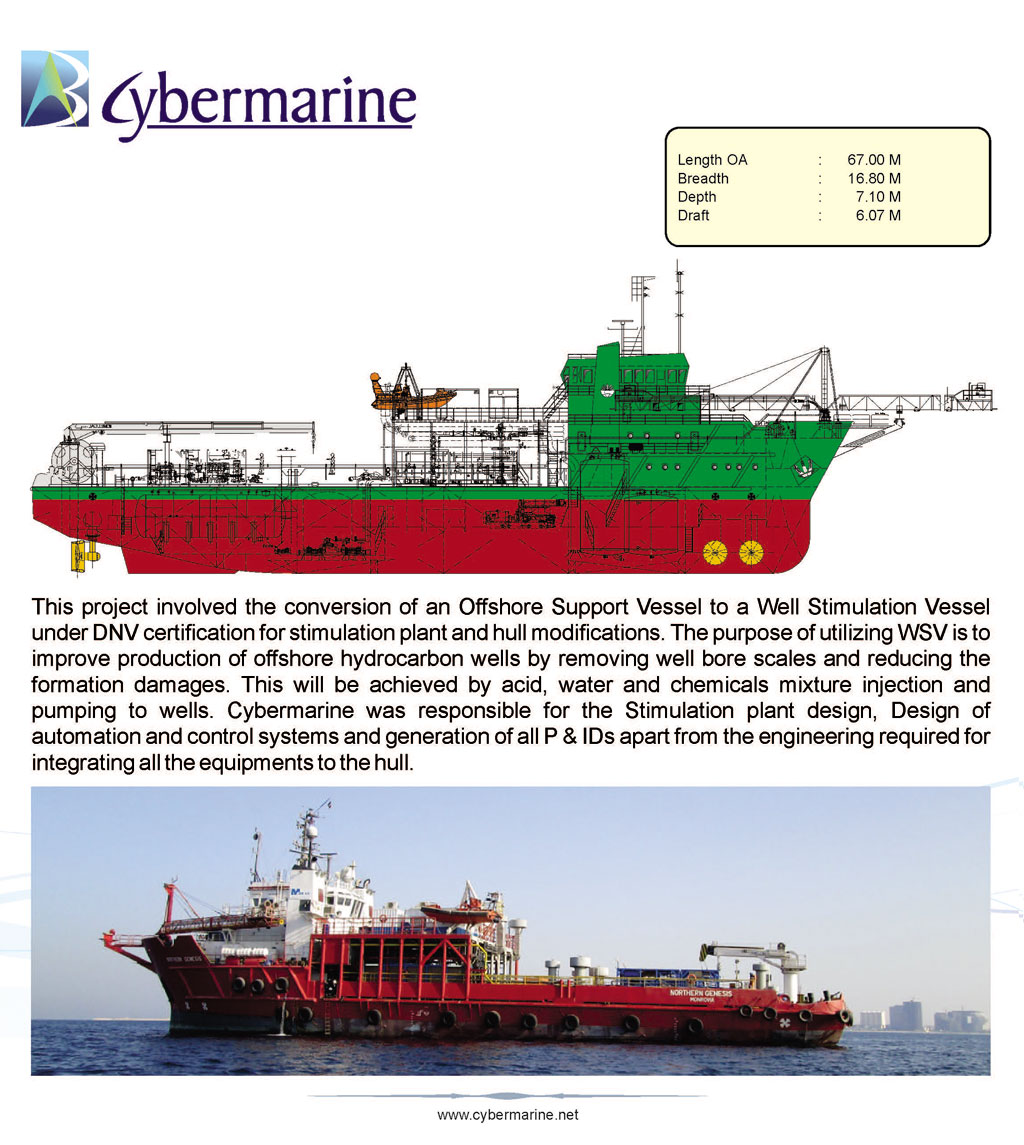 Cybermarine
Length OA : 67.00 M
Breadth : 16.80 M
Depth : 7.10 M
Draft : 6.07 M
This project involved the conversion of an Offshore Support Vessel to a Well Stimulation Vessel
under DNV certification for stimulation plant and hull modifications. The purpose of utilizing WSV is to
improve production of offshore hydrocarbon wells by removing well bore scales and reducing the
formation damages. This will be achieved by acid, water and chemicals mixture injection and
pumping to wells. Cybermarine was responsible for the Stimulation plant design, Design of
automation and control systems and generation of all P & IDs apart from the engineering required for
integrating all the equipments to the hull.
NORTHERN GENESIS
NORTHERN GENESIS
MONROVIA
www.cybermarine.net